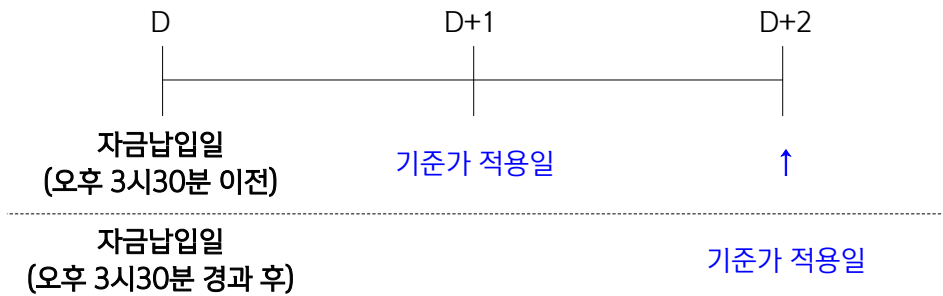 D D+1 D+2
자금납입일
(오후 3시30분 이전)
기준가 적용일
↑
자금납입일
(오후 3시30분 경과 후)
기준가 적용일